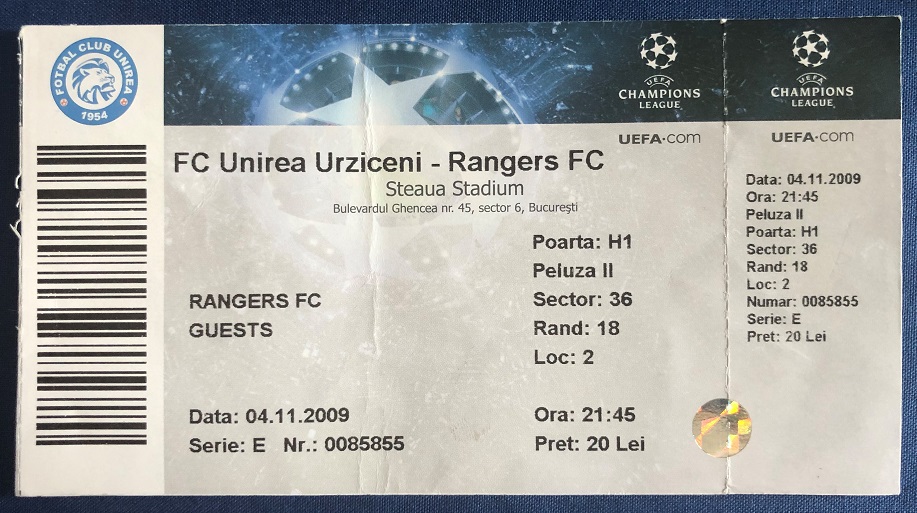 FOTBAL CLUB UNIREA
1954
UEFA
CHAMPIONS
LEAGUE
UEFA
CHAMPIONS
LEAGUE
UEFA.com
UEFA.com
FC Unirea Urziceni - Rangers FC
Steaua Stadium
Bulevardul Ghencea nr. 45, sector 6, Bucureşti
Poarta: H1
Peluza II
Sector: 36
Rand: 18
Loc: 2
RANGERS FC
GUESTS
Data: 04.11.2009
Serie: E Nr.: 0085855
Ora: 21:45
Pret: 20 Lei
Data: 04.11.2009
Ora: 21:45
Peluza II
Poarta: H1
Sector: 36
Rand: 18
Loc: 2
Numar: 0085855
Serie: E
Pret: 20 Lei